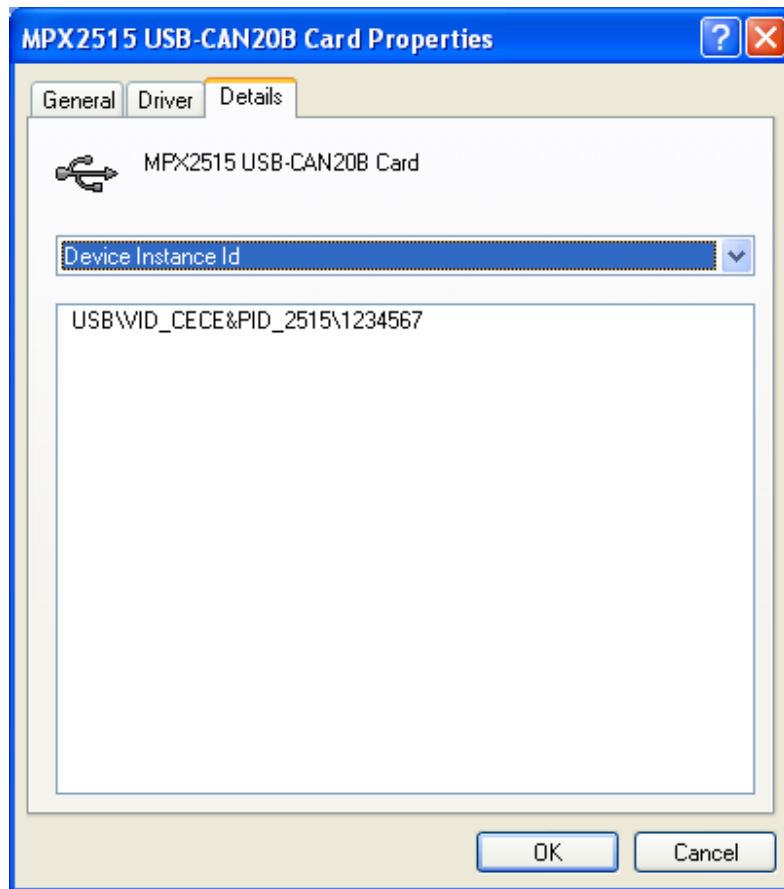 MPX2515 USB-CAN20B Card Properties
General Driver Details
MPX2515 USB-CAN20B Card
Device Instance Id
USB\VID_CECE&PID_2515\1234567
OK Cancel